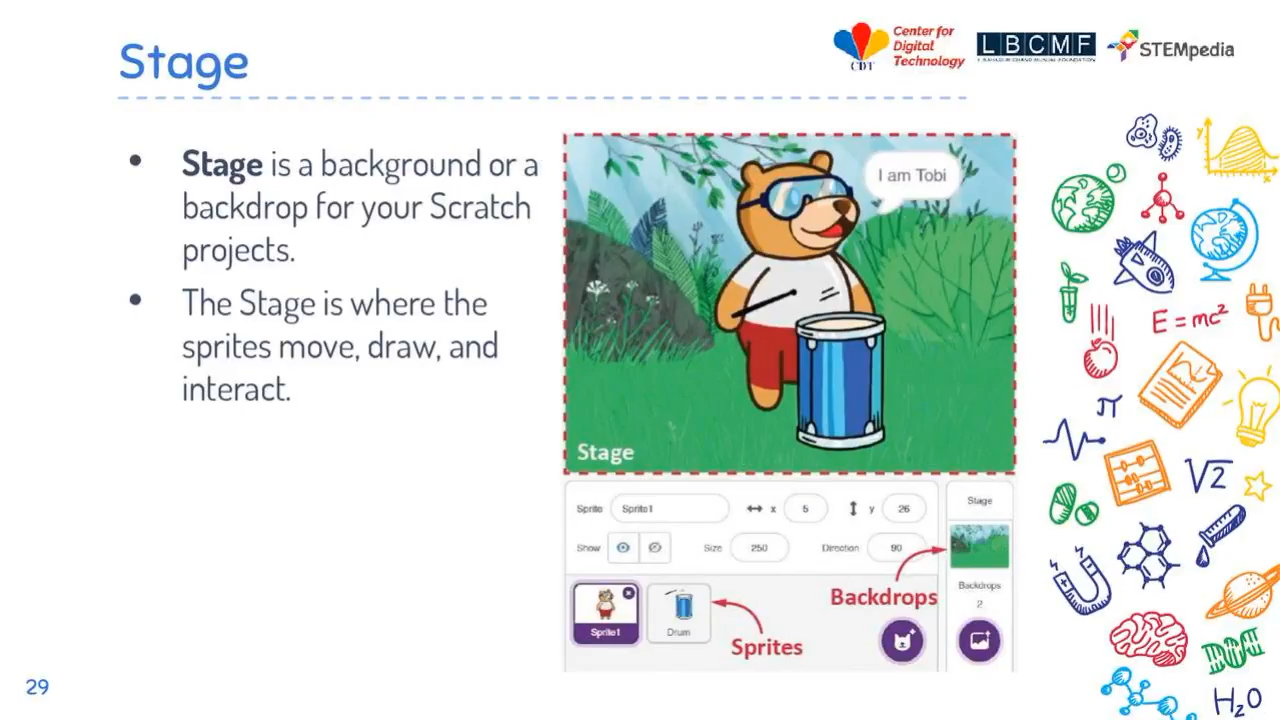 Stage
Center for
Digital
Technology
CDT
LBCMF
STEMpedia
• Stage is a background or a
backdrop for your Scratch
projects.
• The Stage is where the
sprites move, draw, and
interact.
I am Tobi
Stage
Sprite Sprite1 x 5 y 26
Show Size 250 Direction 90
Stage
Backdrops
2
Backdrops
Sprite1
Drum
Sprites
y
x
E=mc²
π
√2
H₂O
29